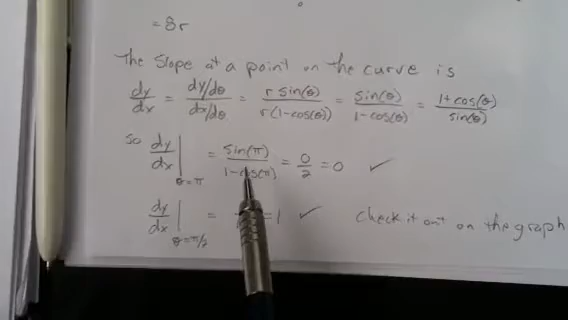 = 8r
The slope at a point on the curve is
dy/dx = (dy/dθ)/(dx/dθ) = r sin(θ)/r(1-cos(θ)) = sin(θ)/1-cos(θ) = 1+cos(θ)/sin(θ)
so dy/dx | θ=π = sin(π)/1-cos(π) = 0/2 = 0 ✓
dy/dx | θ=π/2 = = 1 ✓ check it out on the graph